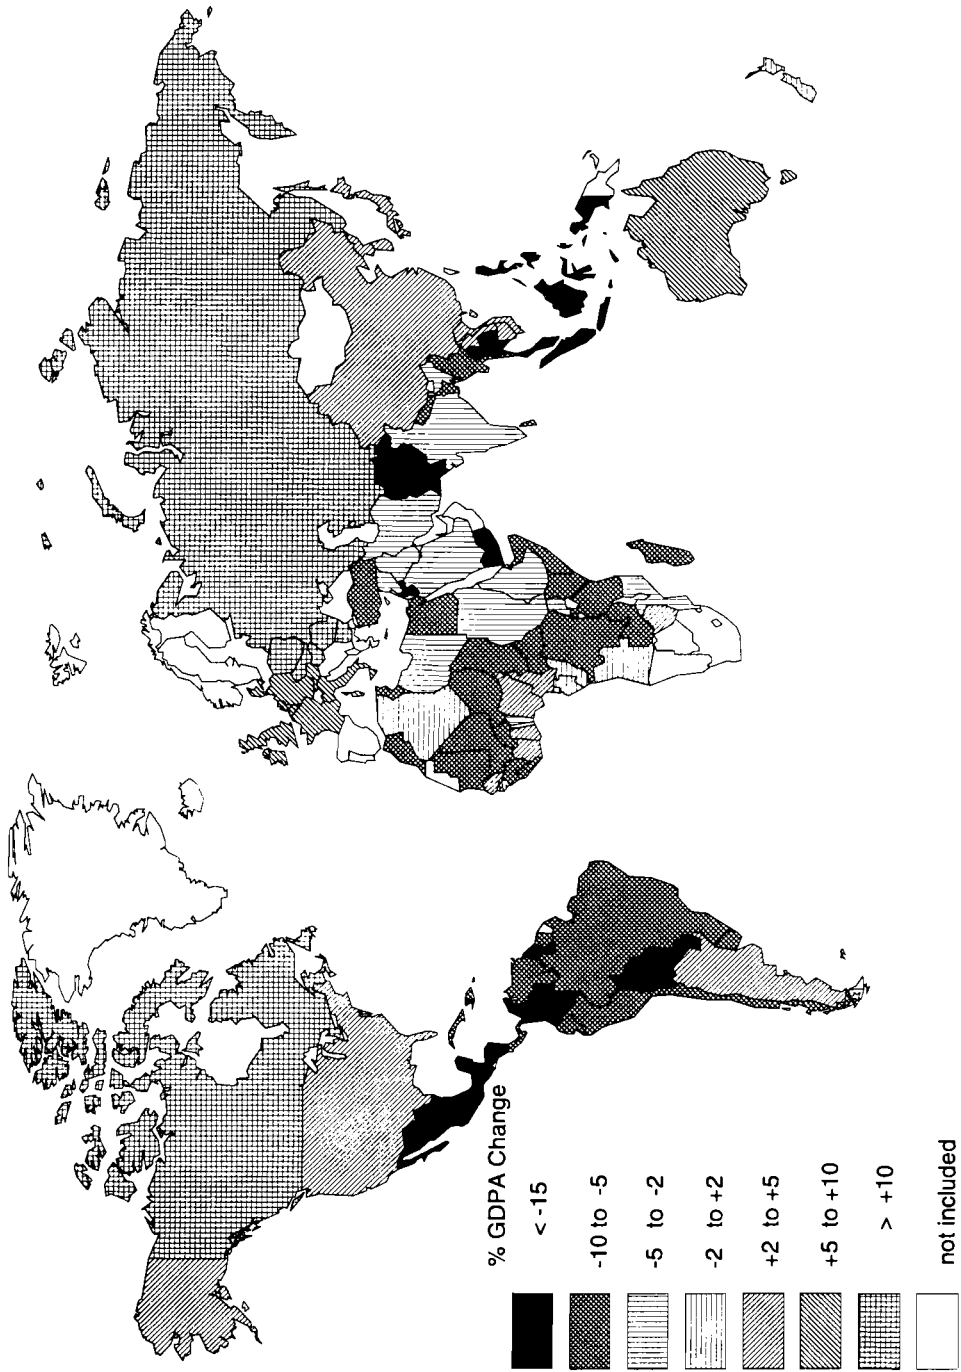 % GDPA Change
< -15
-10 to -5
-5 to -2
-2 to +2
+2 to +5
+5 to +10
> +10
not included